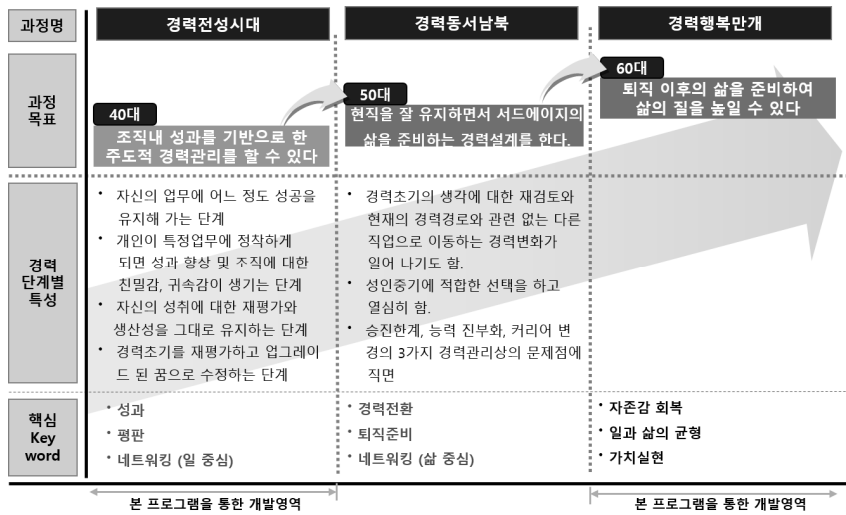 과정명
경력전성시대
경력동서남북
경력행복만개
과정
목표
40대
조직내 성과를 기반으로 한
주도적 경력관리를 할 수 있다
50대
현직을 잘 유지하면서 서드에이지의
삶을 준비하는 경력설계를 한다.
60대
퇴직 이후의 삶을 준비하여
삶의 질을 높일 수 있다
경력
단계별
특성
• 자신의 업무에 어느 정도 성공을
유지해 가는 단계
• 개인이 특정업무에 정착하게
되면 성과 향상 및 조직에 대한
친밀감, 귀속감이 생기는 단계
• 자신의 성취에 대한 재평가와
생산성을 그대로 유지하는 단계
• 경력초기를 재평가하고 업그레이
드 된 꿈으로 수정하는 단계
• 경력초기의 생각에 대한 재검토와
현재의 경력경로와 관련 없는 다른
직업으로 이동하는 경력변화가
일어 나기도 함.
• 성인중기에 적합한 선택을 하고
열심히 함.
• 승진한계, 능력 진부화, 커리어 변
경의 3가지 경력관리상의 문제점에
직면
핵심
Key
word
• 성과
• 평판
• 네트워킹 (일 중심)
• 경력전환
• 퇴직준비
• 네트워킹 (삶 중심)
• 자존감 회복
• 일과 삶의 균형
• 가치실현
본 프로그램을 통한 개발영역
본 프로그램을 통한 개발영역